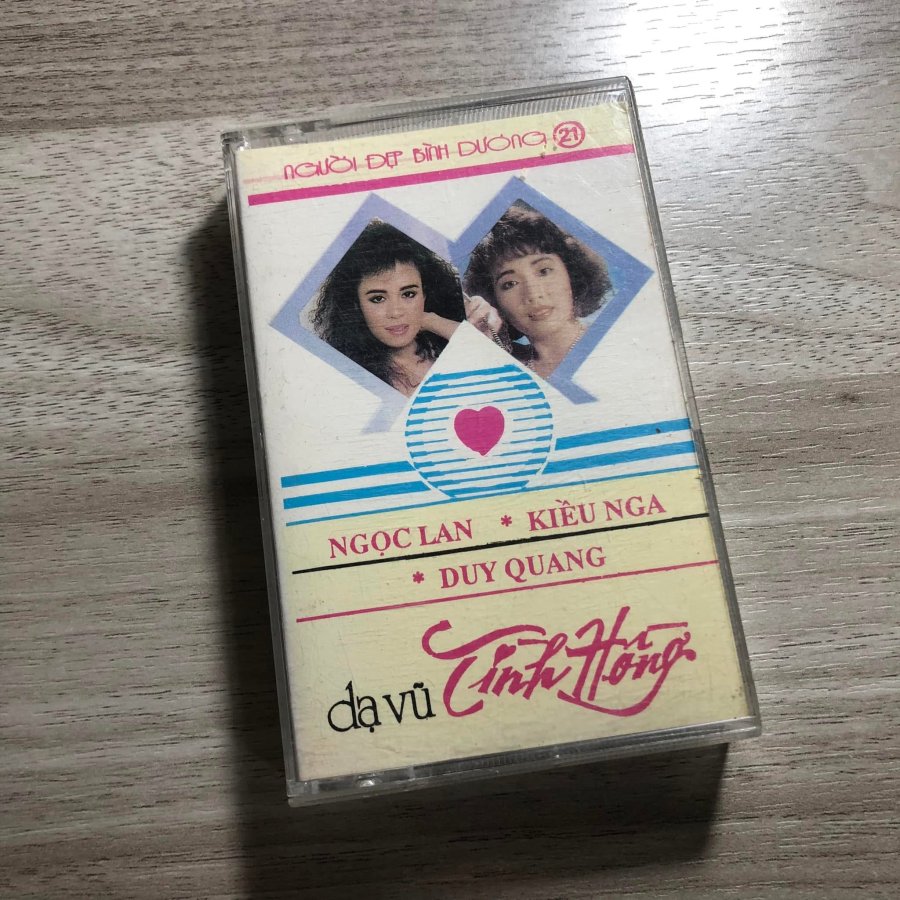 NGƯỜI ĐẸP BÌNH DƯƠNG 21
NGỌC LAN * KIỀU NGA
* DUY QUANG
dạ vũ Tình Hồng